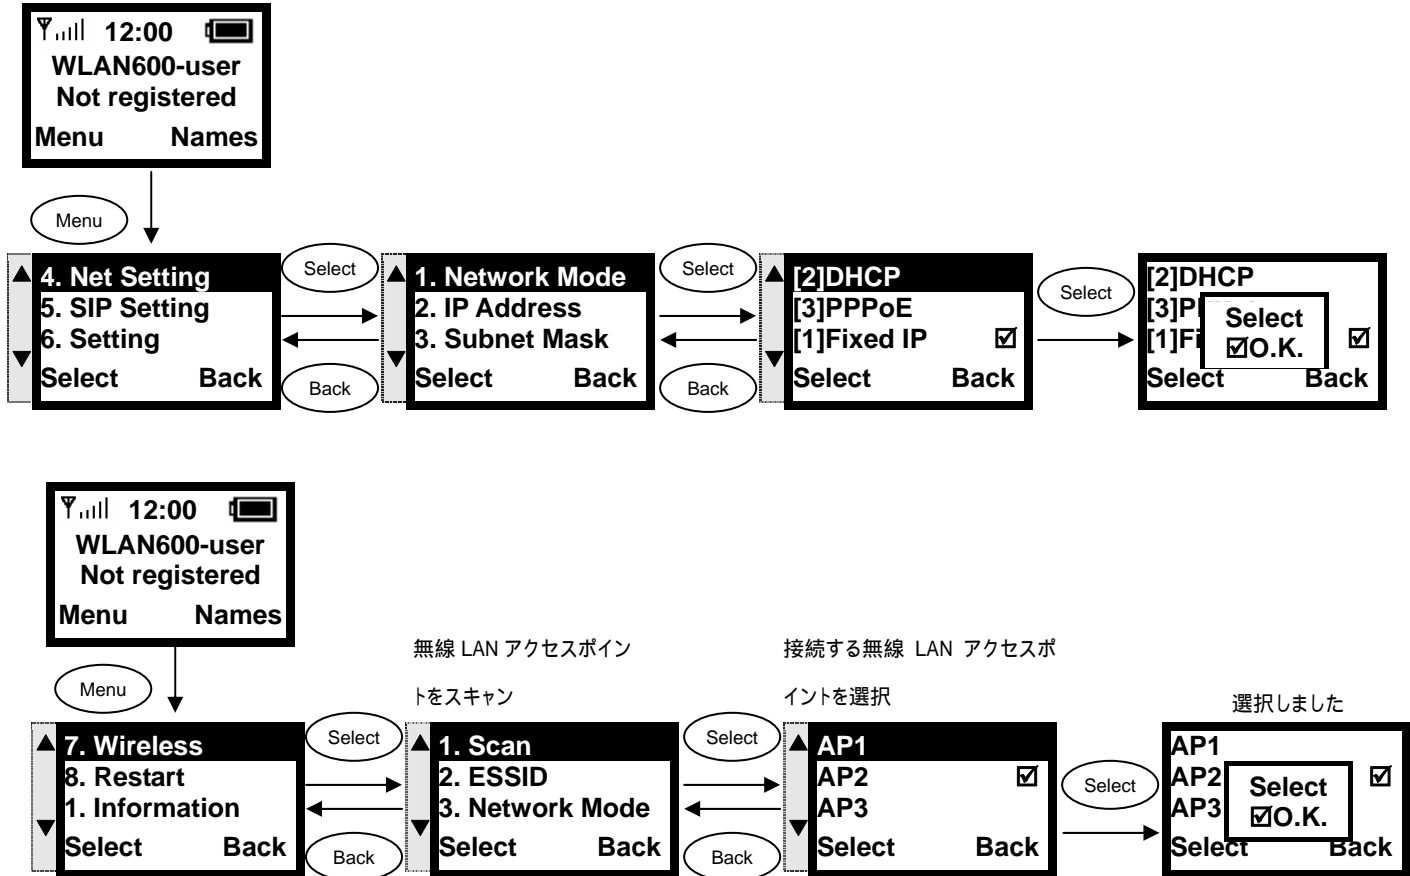 12:00
WLAN600-user
Not registered
Menu Names
Menu
4. Net Setting
5. SIP Setting
6. Setting
Select Back
Select
Back
1. Network Mode
2. IP Address
3. Subnet Mask
Select Back
Select
Back
[2]DHCP
[3]PPPoE
[1]Fixed IP ☑
Select Back
Select
[2]DHCP
[3]P
[1]Fi ☑
Select
☑O.K.
Select Back
12:00
WLAN600-user
Not registered
Menu Names
Menu
7. Wireless
8. Restart
1. Information
Select Back
Select
Back
無線 LAN アクセスポイン
トをスキャン
1. Scan
2. ESSID
3. Network Mode
Select Back
Select
Back
接続する無線 LAN アクセスポ
イントを選択
AP1
AP2 ☑
AP3
Select Back
Select
選択しました
AP1
AP2 ☑
AP3
Select
☑O.K.
Select Back